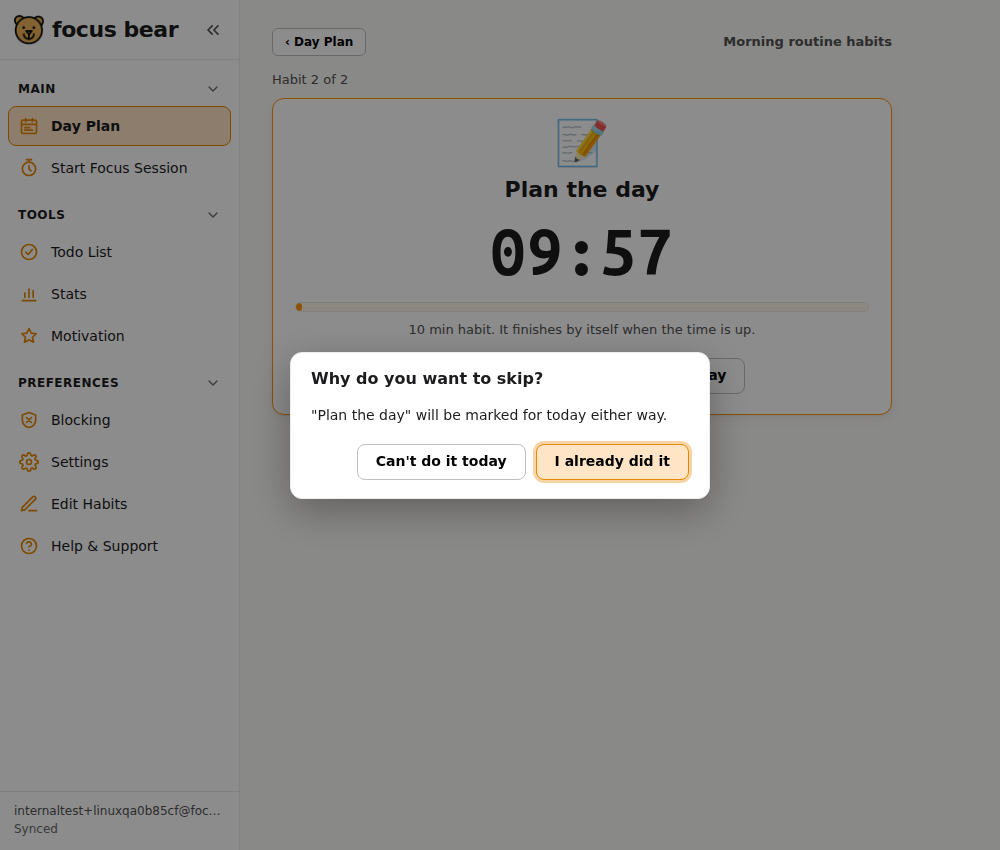 focus bear
MAIN
Day Plan
Start Focus Session
TOOLS
Todo List
Stats
Motivation
PREFERENCES
Blocking
Settings
Edit Habits
Help & Support
internaltest+linuxqa0b85cf@foc...
Synced
‹ Day Plan
Morning routine habits
Habit 2 of 2
Plan the day
09:57
10 min habit. It finishes by itself when the time is up.
ay
Why do you want to skip?
"Plan the day" will be marked for today either way.
Can't do it today
I already did it